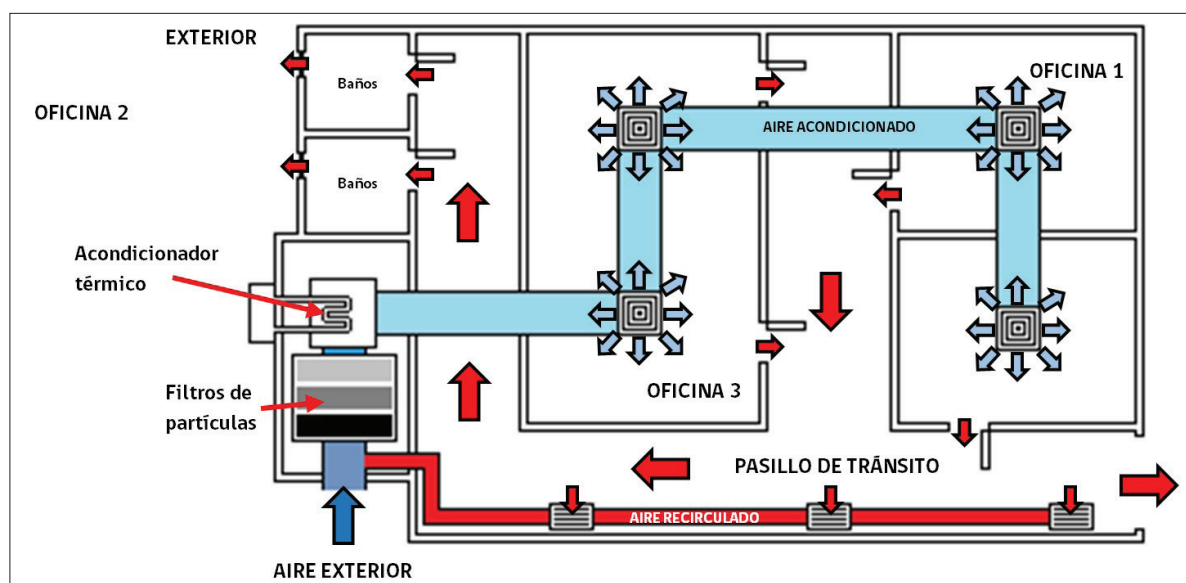 EXTERIOR
Baños
OFICINA 1
OFICINA 2
AIRE ACONDICIONADO
Baños
Acondicionador
térmico
Filtros de
partículas
OFICINA 3
PASILLO DE TRÁNSITO
AIRE RECIRCULADO
AIRE EXTERIOR